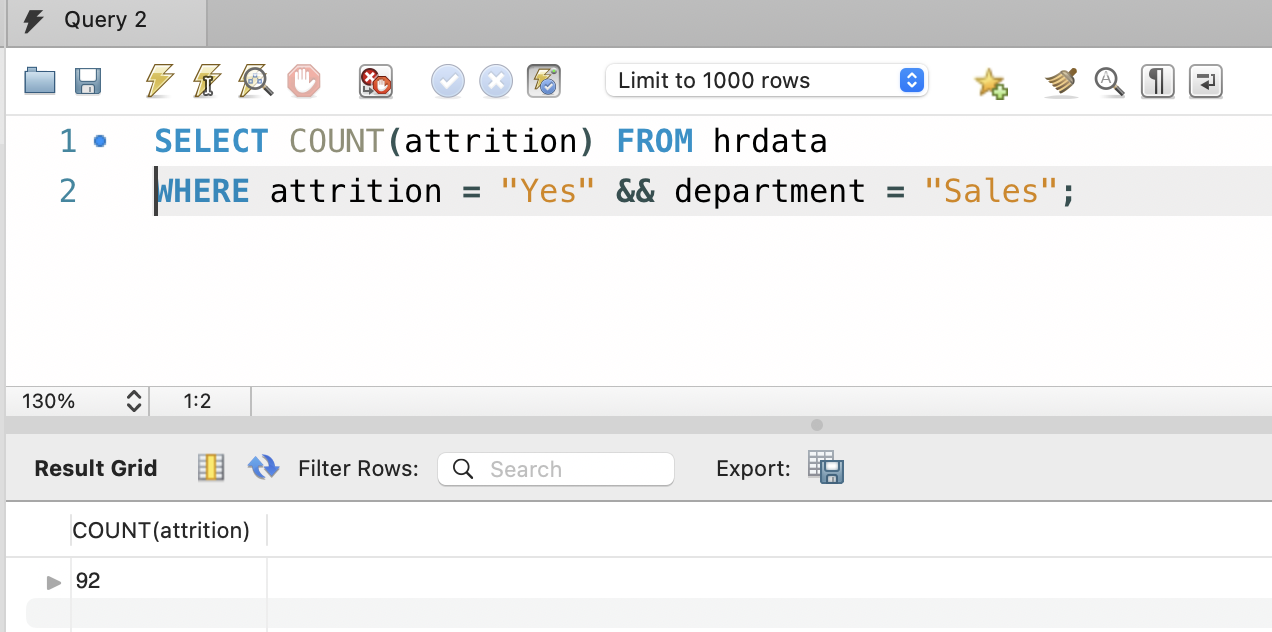 Query 2
Limit to 1000 rows
1 SELECT COUNT(attrition) FROM hrdata
2 WHERE attrition = "Yes" && department = "Sales";
130% 1:2
Result Grid Filter Rows: Search Export:
COUNT(attrition)
92